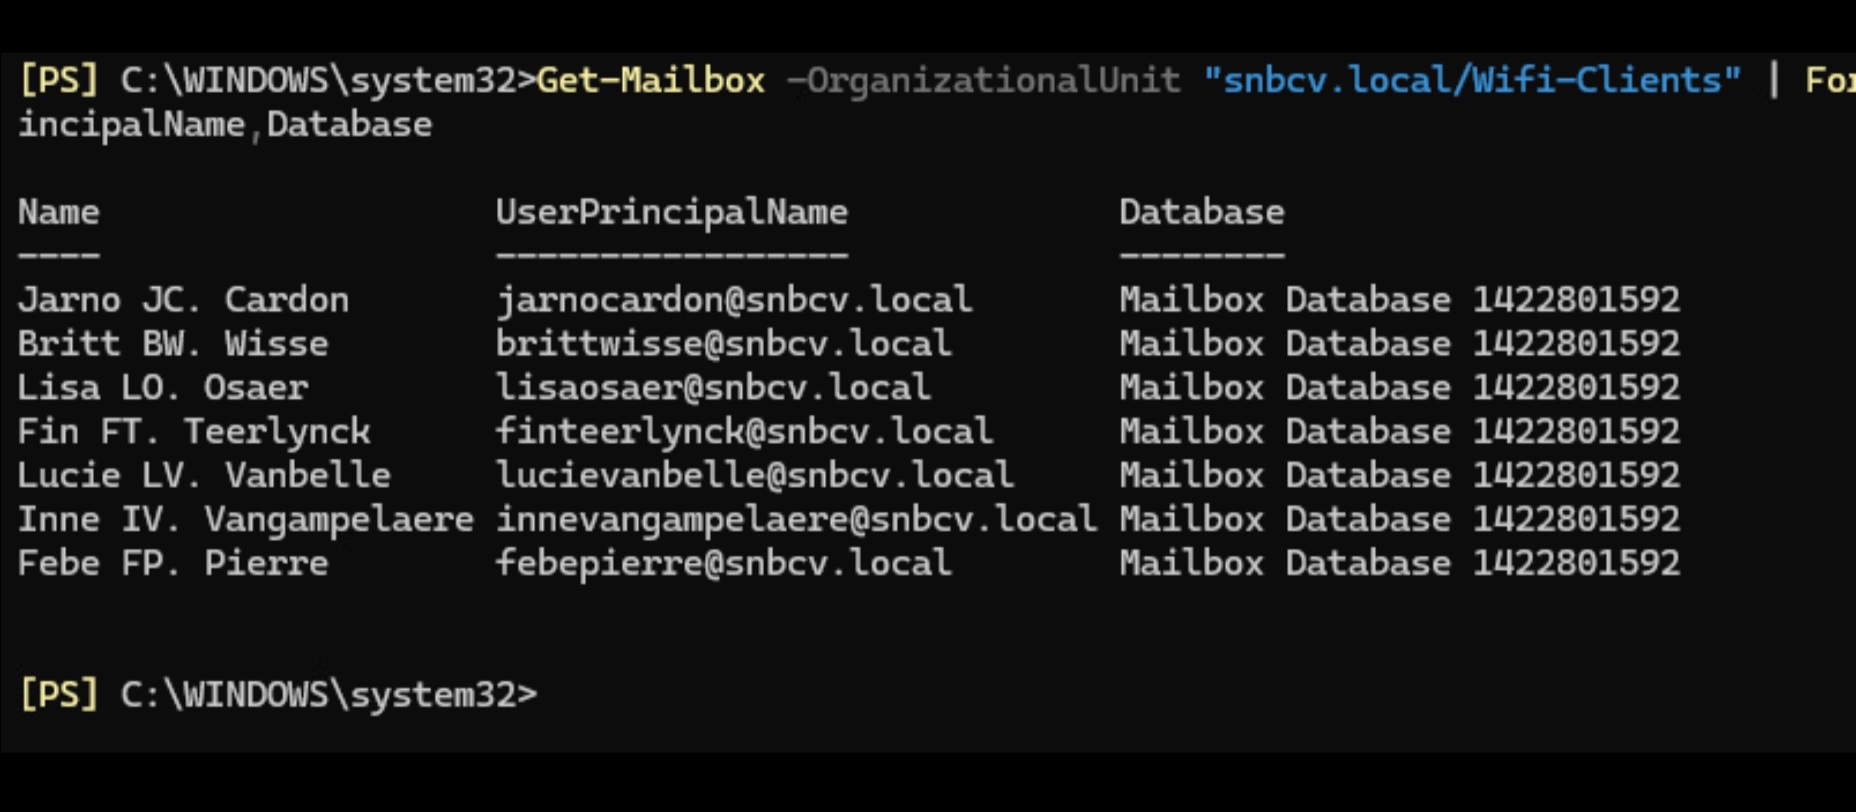 [PS] C:\WINDOWS\system32>Get-Mailbox -OrganizationalUnit "snbcv.local/Wifi-Clients" | For
incipalName,Database
Name UserPrincipalName Database
---- ----------------- --------
Jarno JC. Cardon jarnocardon@snbcv.local Mailbox Database 1422801592
Britt BW. Wisse brittwisse@snbcv.local Mailbox Database 1422801592
Lisa LO. Osaer lisaosaer@snbcv.local Mailbox Database 1422801592
Fin FT. Teerlynck finteerlynck@snbcv.local Mailbox Database 1422801592
Lucie LV. Vanbelle lucievanbelle@snbcv.local Mailbox Database 1422801592
Inne IV. Vangampelaere innevangampelaere@snbcv.local Mailbox Database 1422801592
Febe FP. Pierre febepierre@snbcv.local Mailbox Database 1422801592
[PS] C:\WINDOWS\system32>